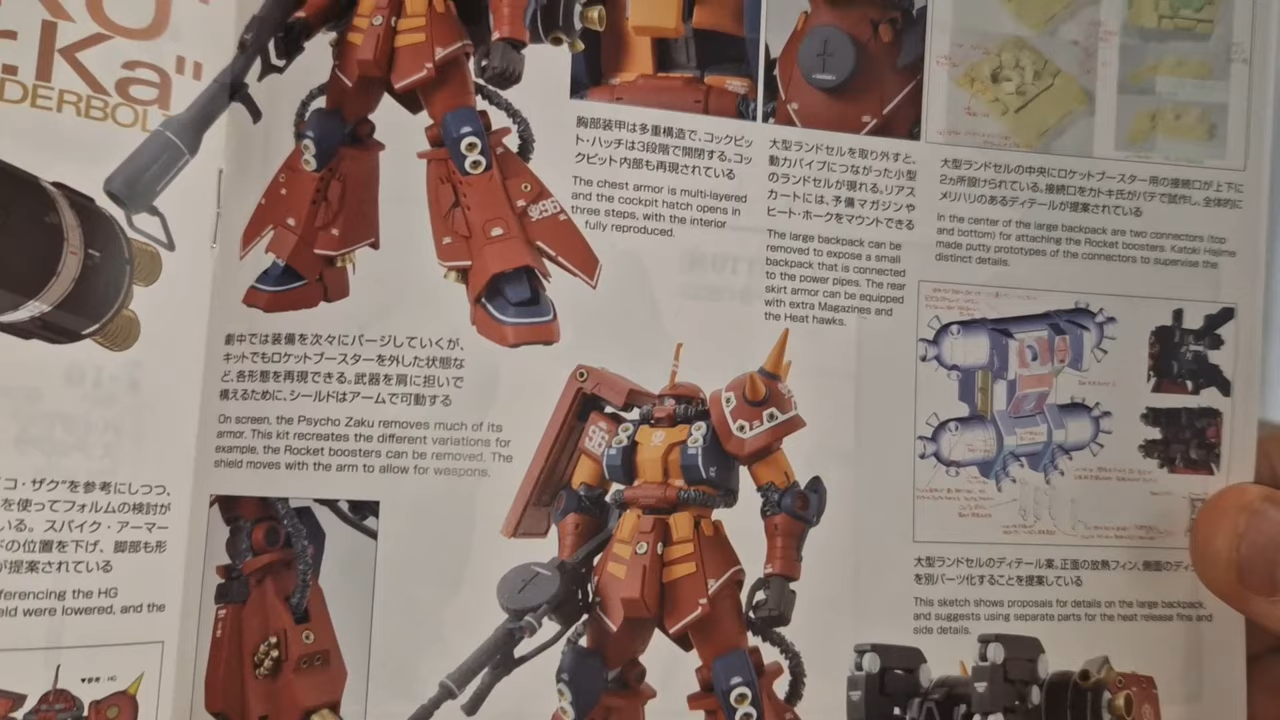 .Ka"
DERBOLT
胸部装甲は多重構造で、コックピッ
ト・ハッチは3段階で開閉する。コッ
クピット内部も再現されている
The chest armor is multi-layered
and the cockpit hatch opens in
three steps, with the interior
fully reproduced.
大型ランドセルを取り外すと、
動力パイプにつながった小型
のランドセルが現れる。リアス
カートには、予備マガジンや
ヒート・ホークをマウントできる
The large backpack can be
removed to expose a small
backpack that is connected
to the power pipes. The rear
skirt armor can be equipped
with extra Magazines and
the Heat hawks.
大型ランドセルの中央にロケットブースター用の接続口が上下に
2カ所設けられている。接続口をカトキ氏がパテで試作し、全体的に
メリハリのあるディテールが提案されている
In the center of the large backpack are two connectors (top
and bottom) for attaching the Rocket boosters. Katoki Hajime
made putty prototypes of the connectors to supervise the
distinct details.
劇中では装備を次々にパージしていくが、
キットでもロケットブースターを外した状態な
ど、各形態を再現できる。武器を肩に担いで
構えるために、シールドはアームで可動する
On screen, the Psycho Zaku removes much of its
armor. This kit recreates the different variations for
example, the Rocket boosters can be removed. The
shield moves with the arm to allow for weapons.
コ・ザク"を参考にしつつ、
を使ってフォルムの検討が
いる。スパイク・アーマー
ドの位置を下げ、脚部も形
が提案されている
ferencing the HG
eld were lowered, and the
▼参考：HG
96
96
大型ランドセルのディテール案。正面の放熱フィン、側面のディ
を別パーツ化することを提案している
This sketch shows proposals for details on the large backpack,
and suggests using separate parts for the heat release fins and
side details.